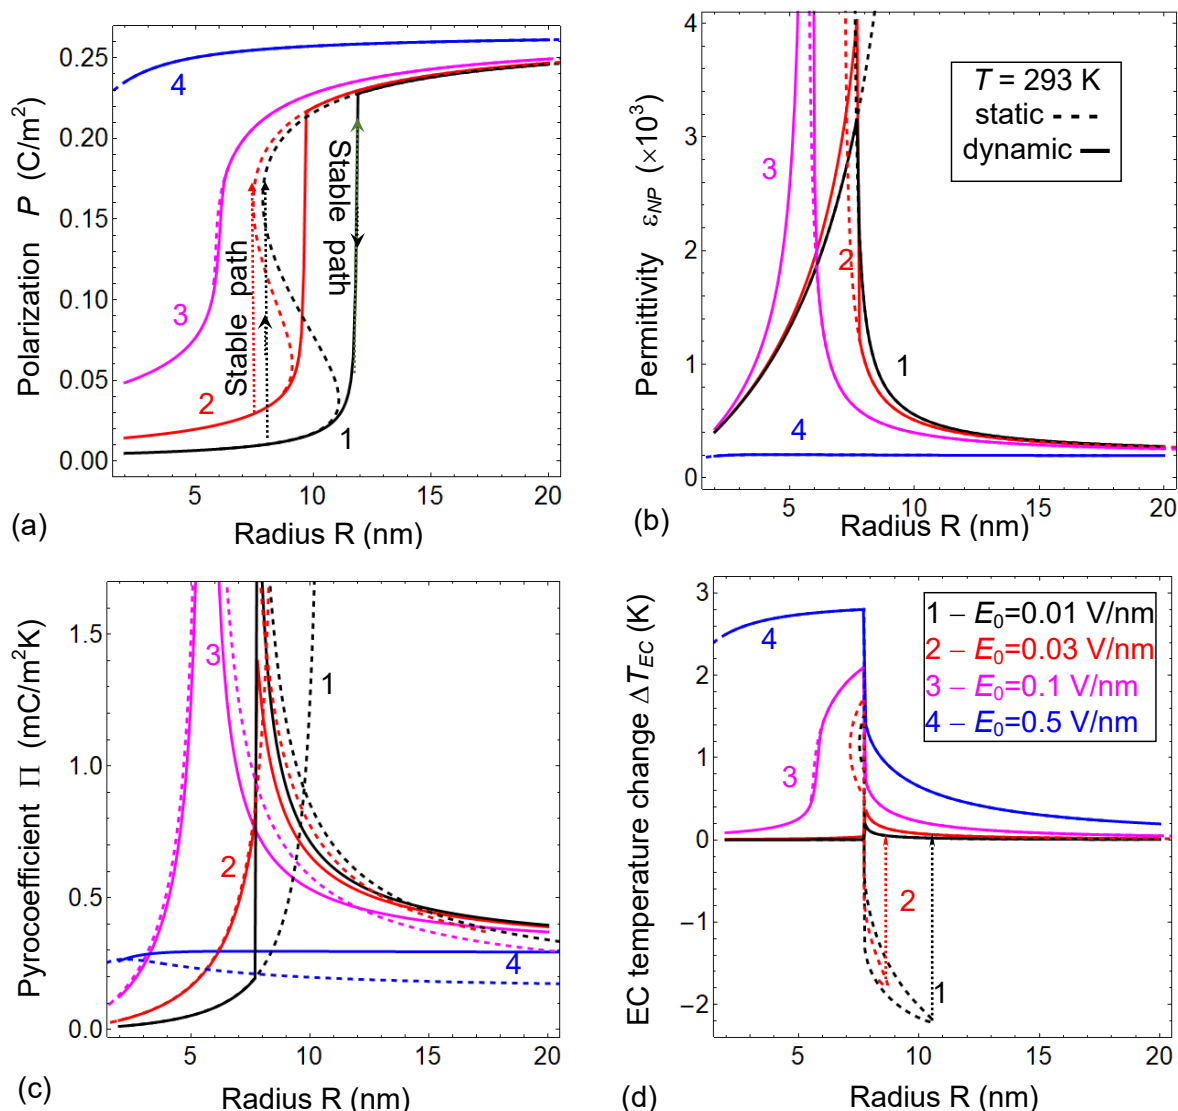 0.25
0.20
0.15
0.10
0.05
0.00
Polarization P (C/m²)
4
3
2
1
Stable path
Stable path
5
10
15
20
Radius R (nm)
(a)
4
3
2
1
0
Permittivity εNP (×10³)
T = 293 K
static
dynamic
3
2
1
4
5
10
15
20
Radius R (nm)
(b)
1.5
1.0
0.5
0.0
Pyrocoefficient Π (mC/m²K)
3
1
2
4
5
10
15
20
Radius R (nm)
(c)
3
2
1
0
−1
−2
EC temperature change ΔTEC (K)
1 – E0=0.01 V/nm
2 – E0=0.03 V/nm
3 – E0=0.1 V/nm
4 – E0=0.5 V/nm
4
3
2
1
5
10
15
20
Radius R (nm)
(d)